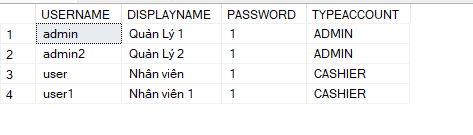 USERNAME DISPLAYNAME PASSWORD TYPEACCOUNT
1 admin Quản Lý 1 1 ADMIN
2 admin2 Quản Lý 2 1 ADMIN
3 user Nhân viên 1 CASHIER
4 user1 Nhân viên 1 1 CASHIER